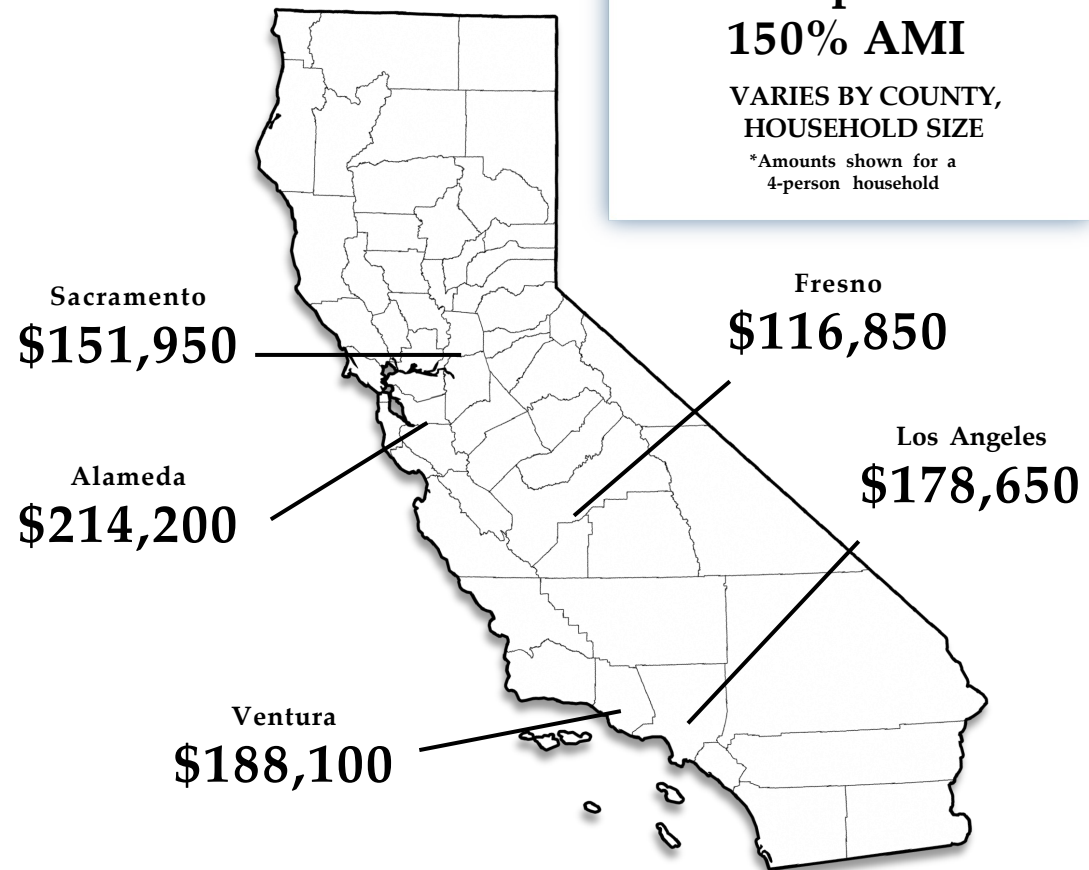 150% AMI
VARIES BY COUNTY,
HOUSEHOLD SIZE
*Amounts shown for a
4-person household
Sacramento
$151,950
Fresno
$116,850
Los Angeles
$178,650
Alameda
$214,200
Ventura
$188,100